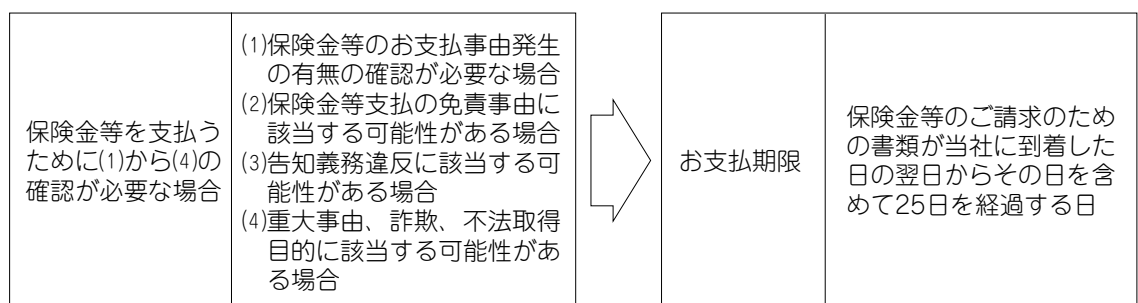 保険金等を支払う
ために⑴から⑷の
確認が必要な場合
⑴保険金等のお支払事由発生
の有無の確認が必要な場合
⑵保険金等支払の免責事由に
該当する可能性がある場合
⑶告知義務違反に該当する可
能性がある場合
⑷重大事由、詐欺、不法取得
目的に該当する可能性があ
る場合
お支払期限
保険金等のご請求のため
の書類が当社に到着した
日の翌日からその日を含
めて25日を経過する日